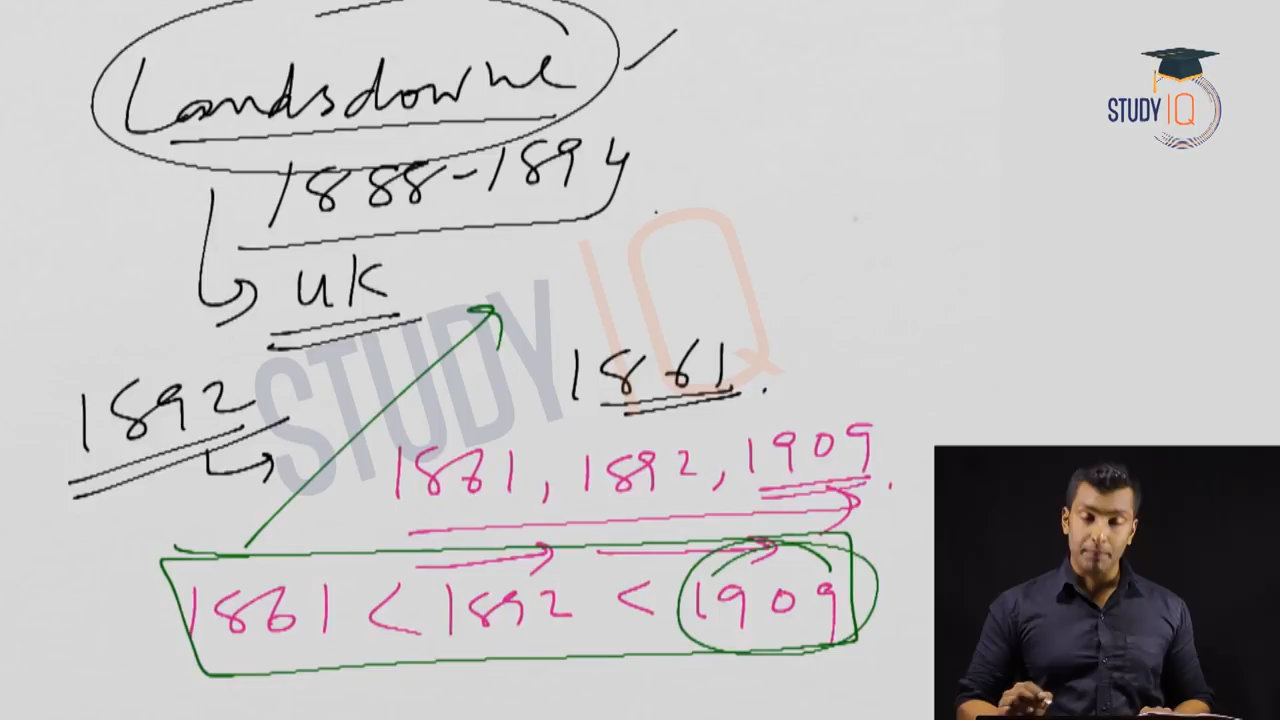 Landsdowne
STUDY IQ
1888-1894
UK
STUDY IQ
1861.
1892
1861, 1892, 1909.
1861 < 1892 < 1909